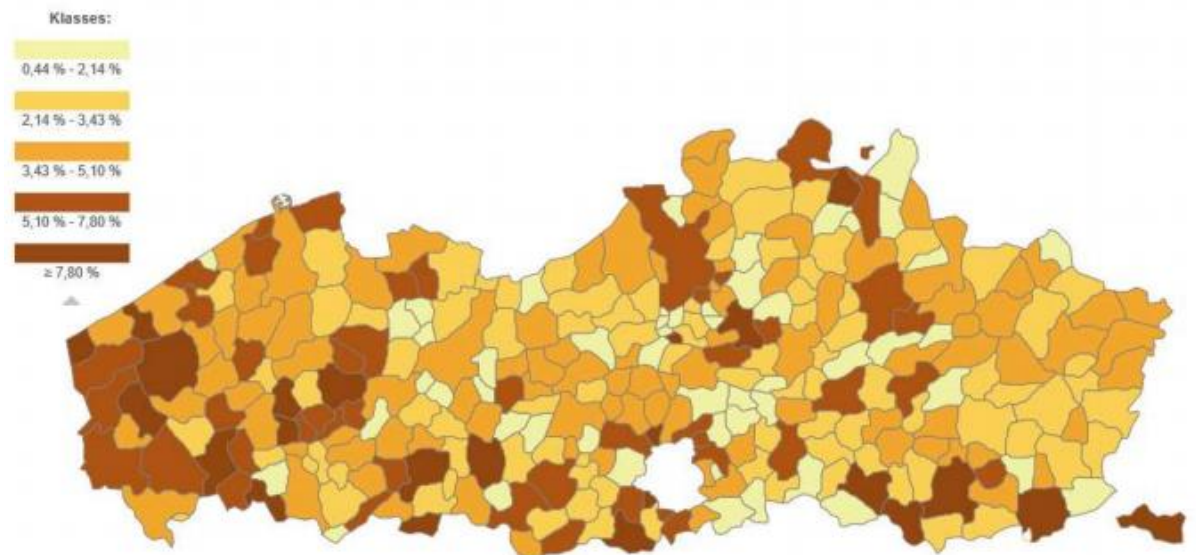 Klasses:
0,44 % - 2,14 %
2,14 % - 3,43 %
3,43 % - 5,10 %
5,10 % - 7,80 %
≥ 7,80 %